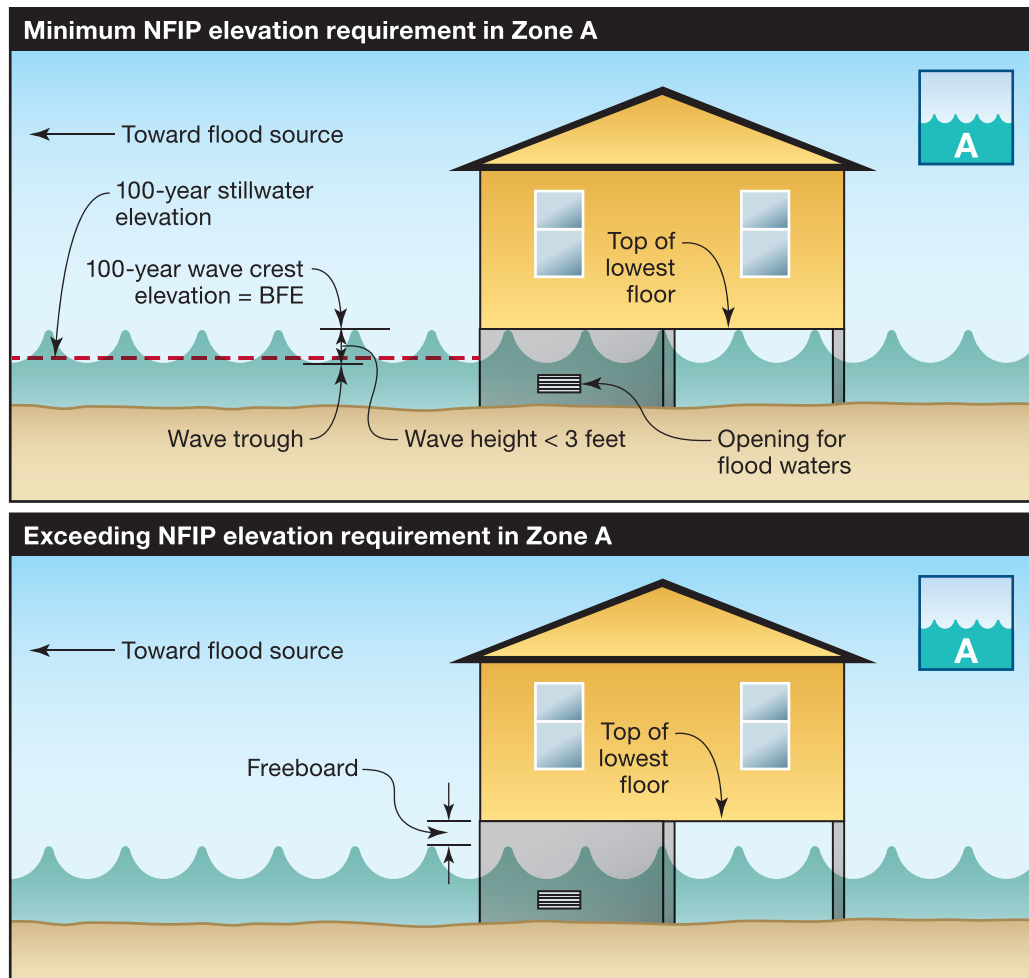 Minimum NFIP elevation requirement in Zone A
Toward flood source
A
100-year stillwater
elevation
Top of
lowest
floor
100-year wave crest
elevation = BFE
Wave trough
Wave height < 3 feet
Opening for
flood waters
Exceeding NFIP elevation requirement in Zone A
Toward flood source
A
Top of
lowest
floor
Freeboard